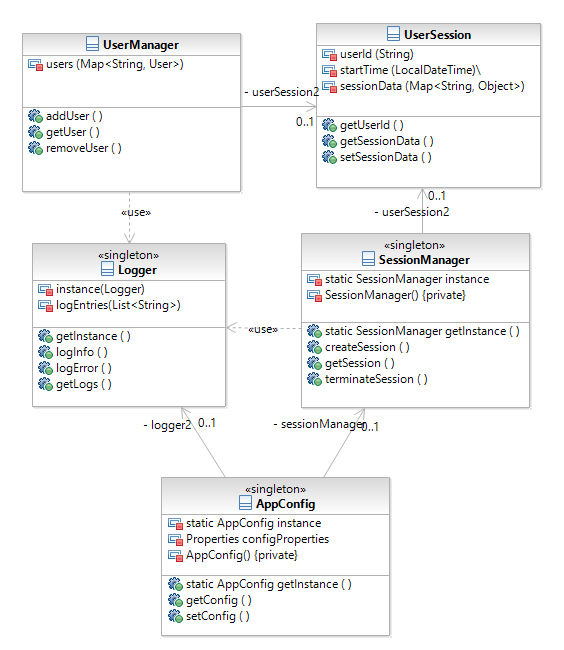 UserManager
users (Map<String, User>)
addUser ( )
getUser ( )
removeUser ( )
- userSession2
0..1
UserSession
userId (String)
startTime (LocalDateTime)\
sessionData (Map<String, Object>)
getUserId ( )
getSessionData ( )
setSessionData ( )
«use»
0..1
- userSession2
«singleton»
Logger
instance(Logger)
logEntries(List<String>)
getInstance ( )
logInfo ( )
logError ( )
getLogs ( )
«use»
«singleton»
SessionManager
static SessionManager instance
SessionManager() {private}
static SessionManager getInstance ( )
createSession ( )
getSession ( )
terminateSession ( )
- logger2
0..1
- sessionManager
0..1
«singleton»
AppConfig
static AppConfig instance
Properties configProperties
AppConfig() {private}
static AppConfig getInstance ( )
getConfig ( )
setConfig ( )